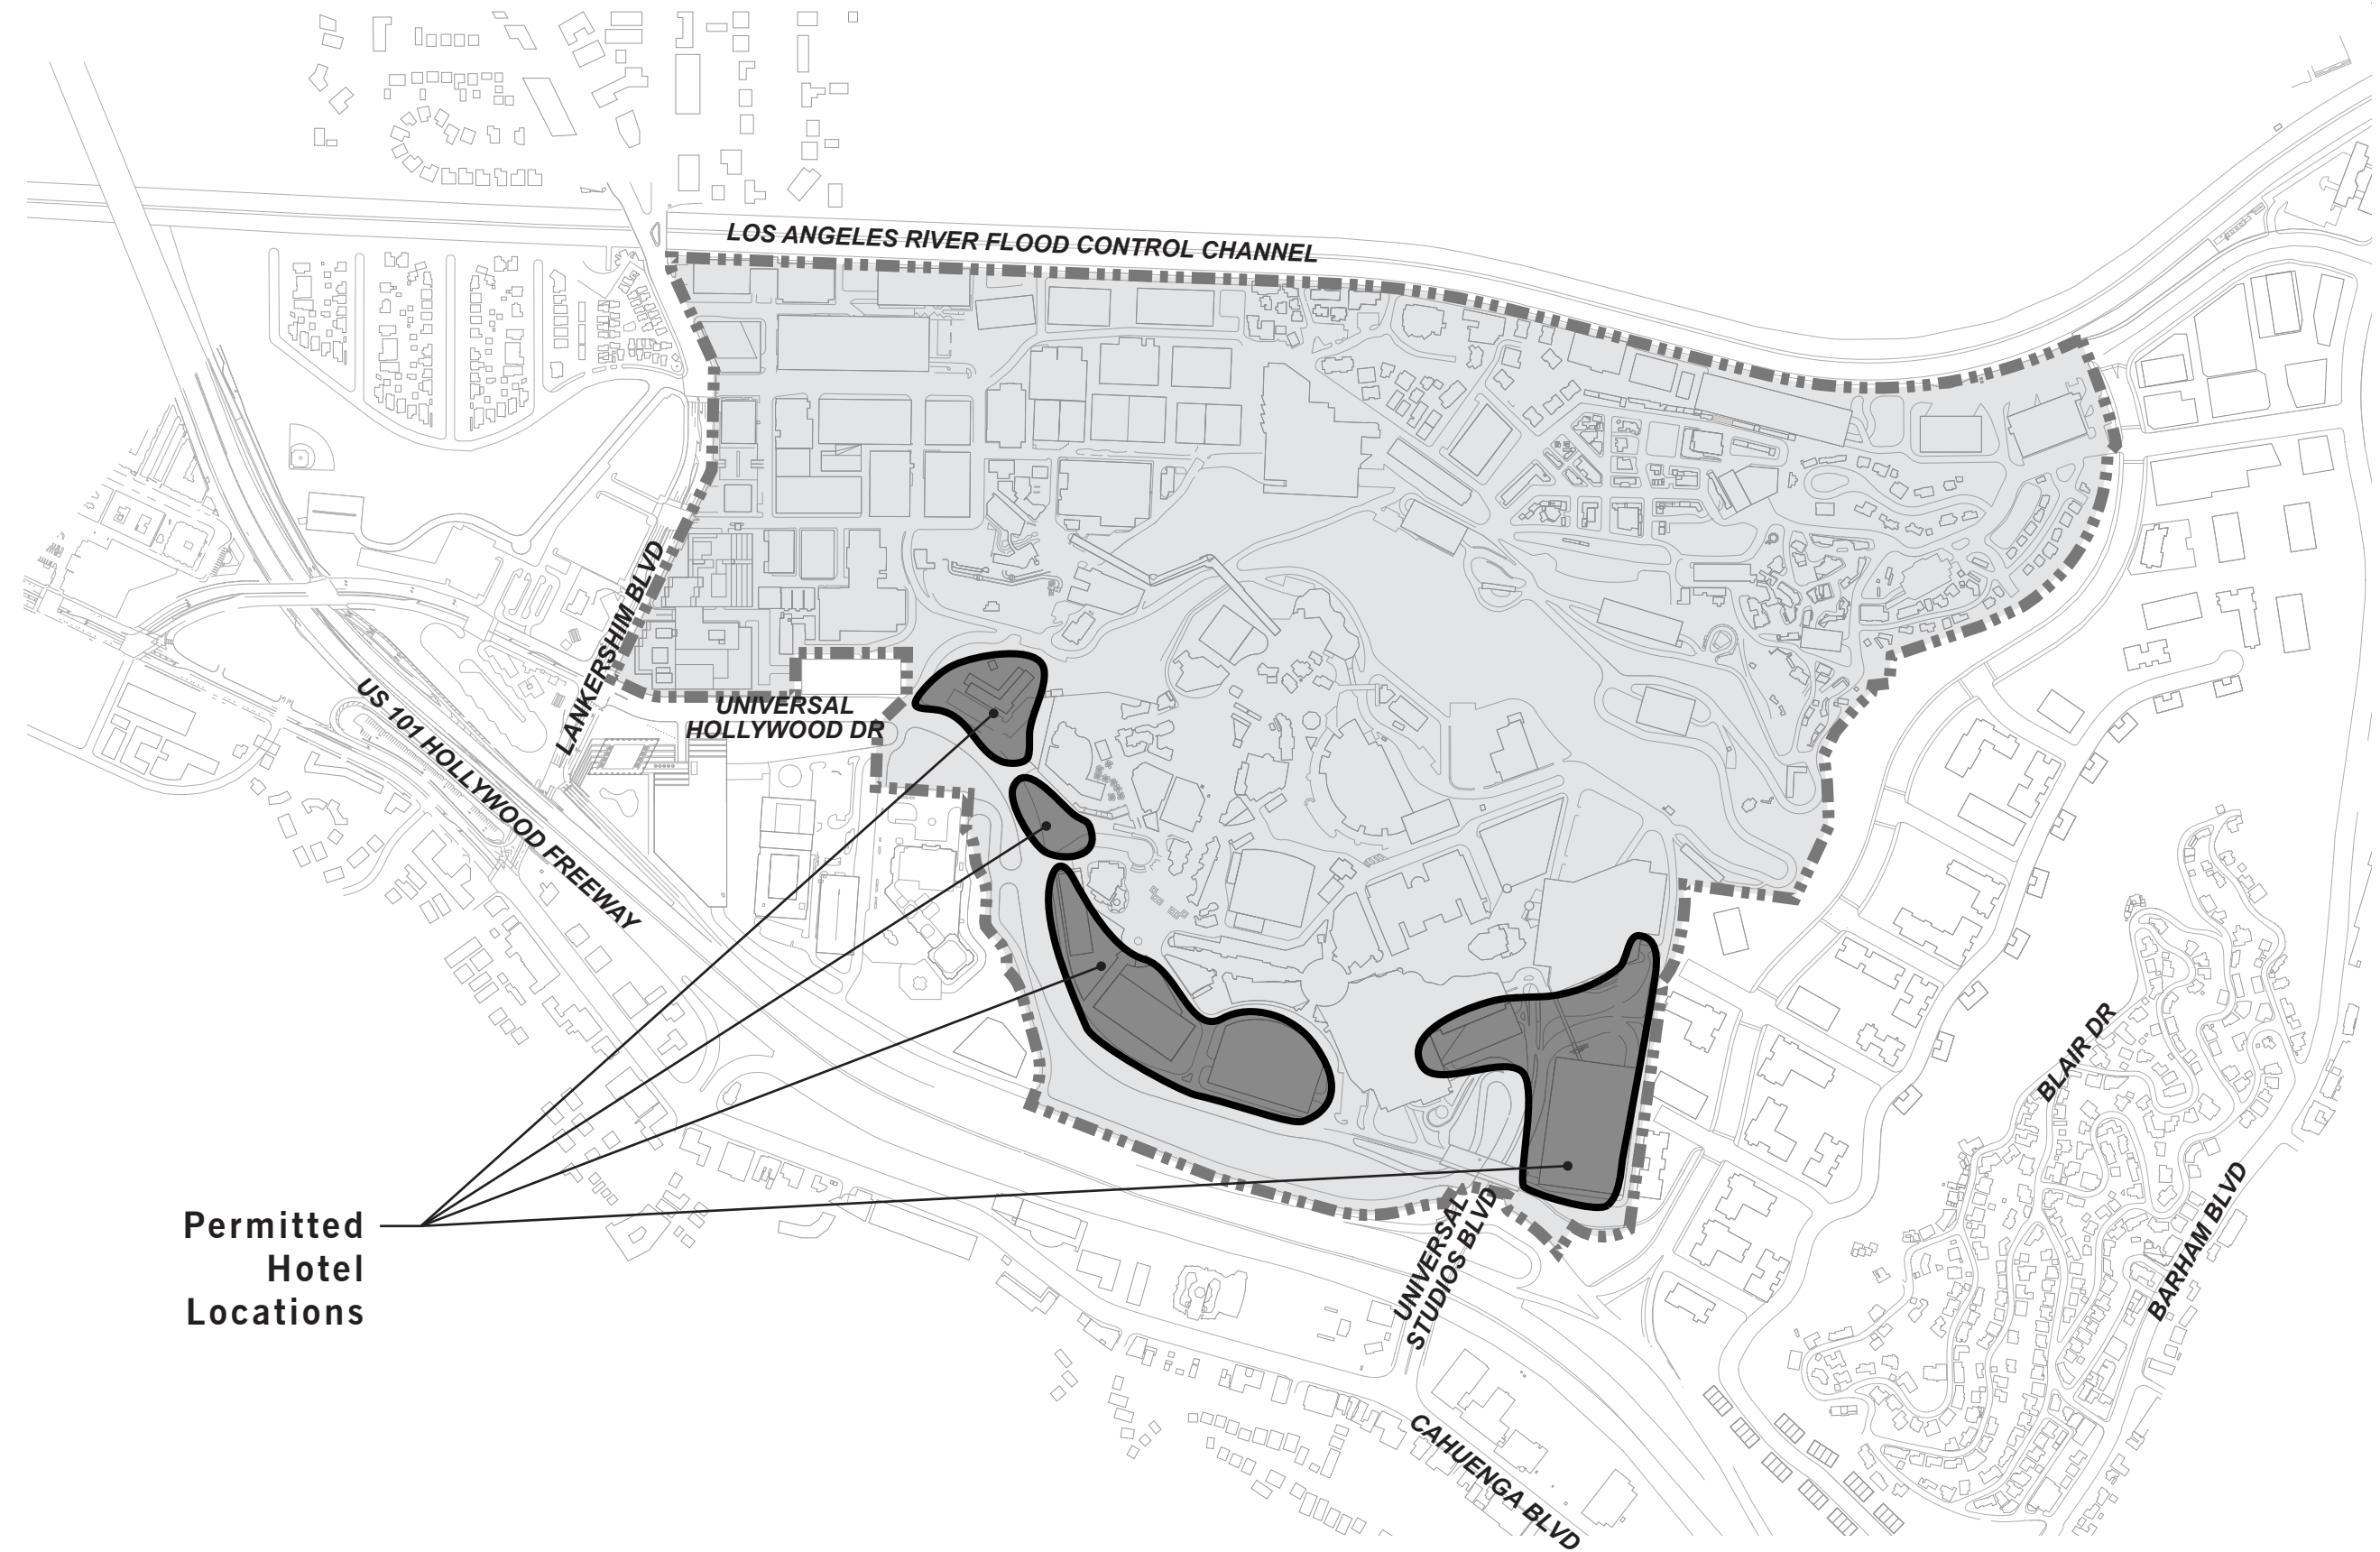 LOS ANGELES RIVER FLOOD CONTROL CHANNEL
LANKERSHIM BLVD
UNIVERSAL
HOLLYWOOD DR
US 101 HOLLYWOOD FREEWAY
BLAIR DR
BARHAM BLVD
Permitted
Hotel
Locations
UNIVERSAL
STUDIOS BLVD
CAHUENGA BLVD